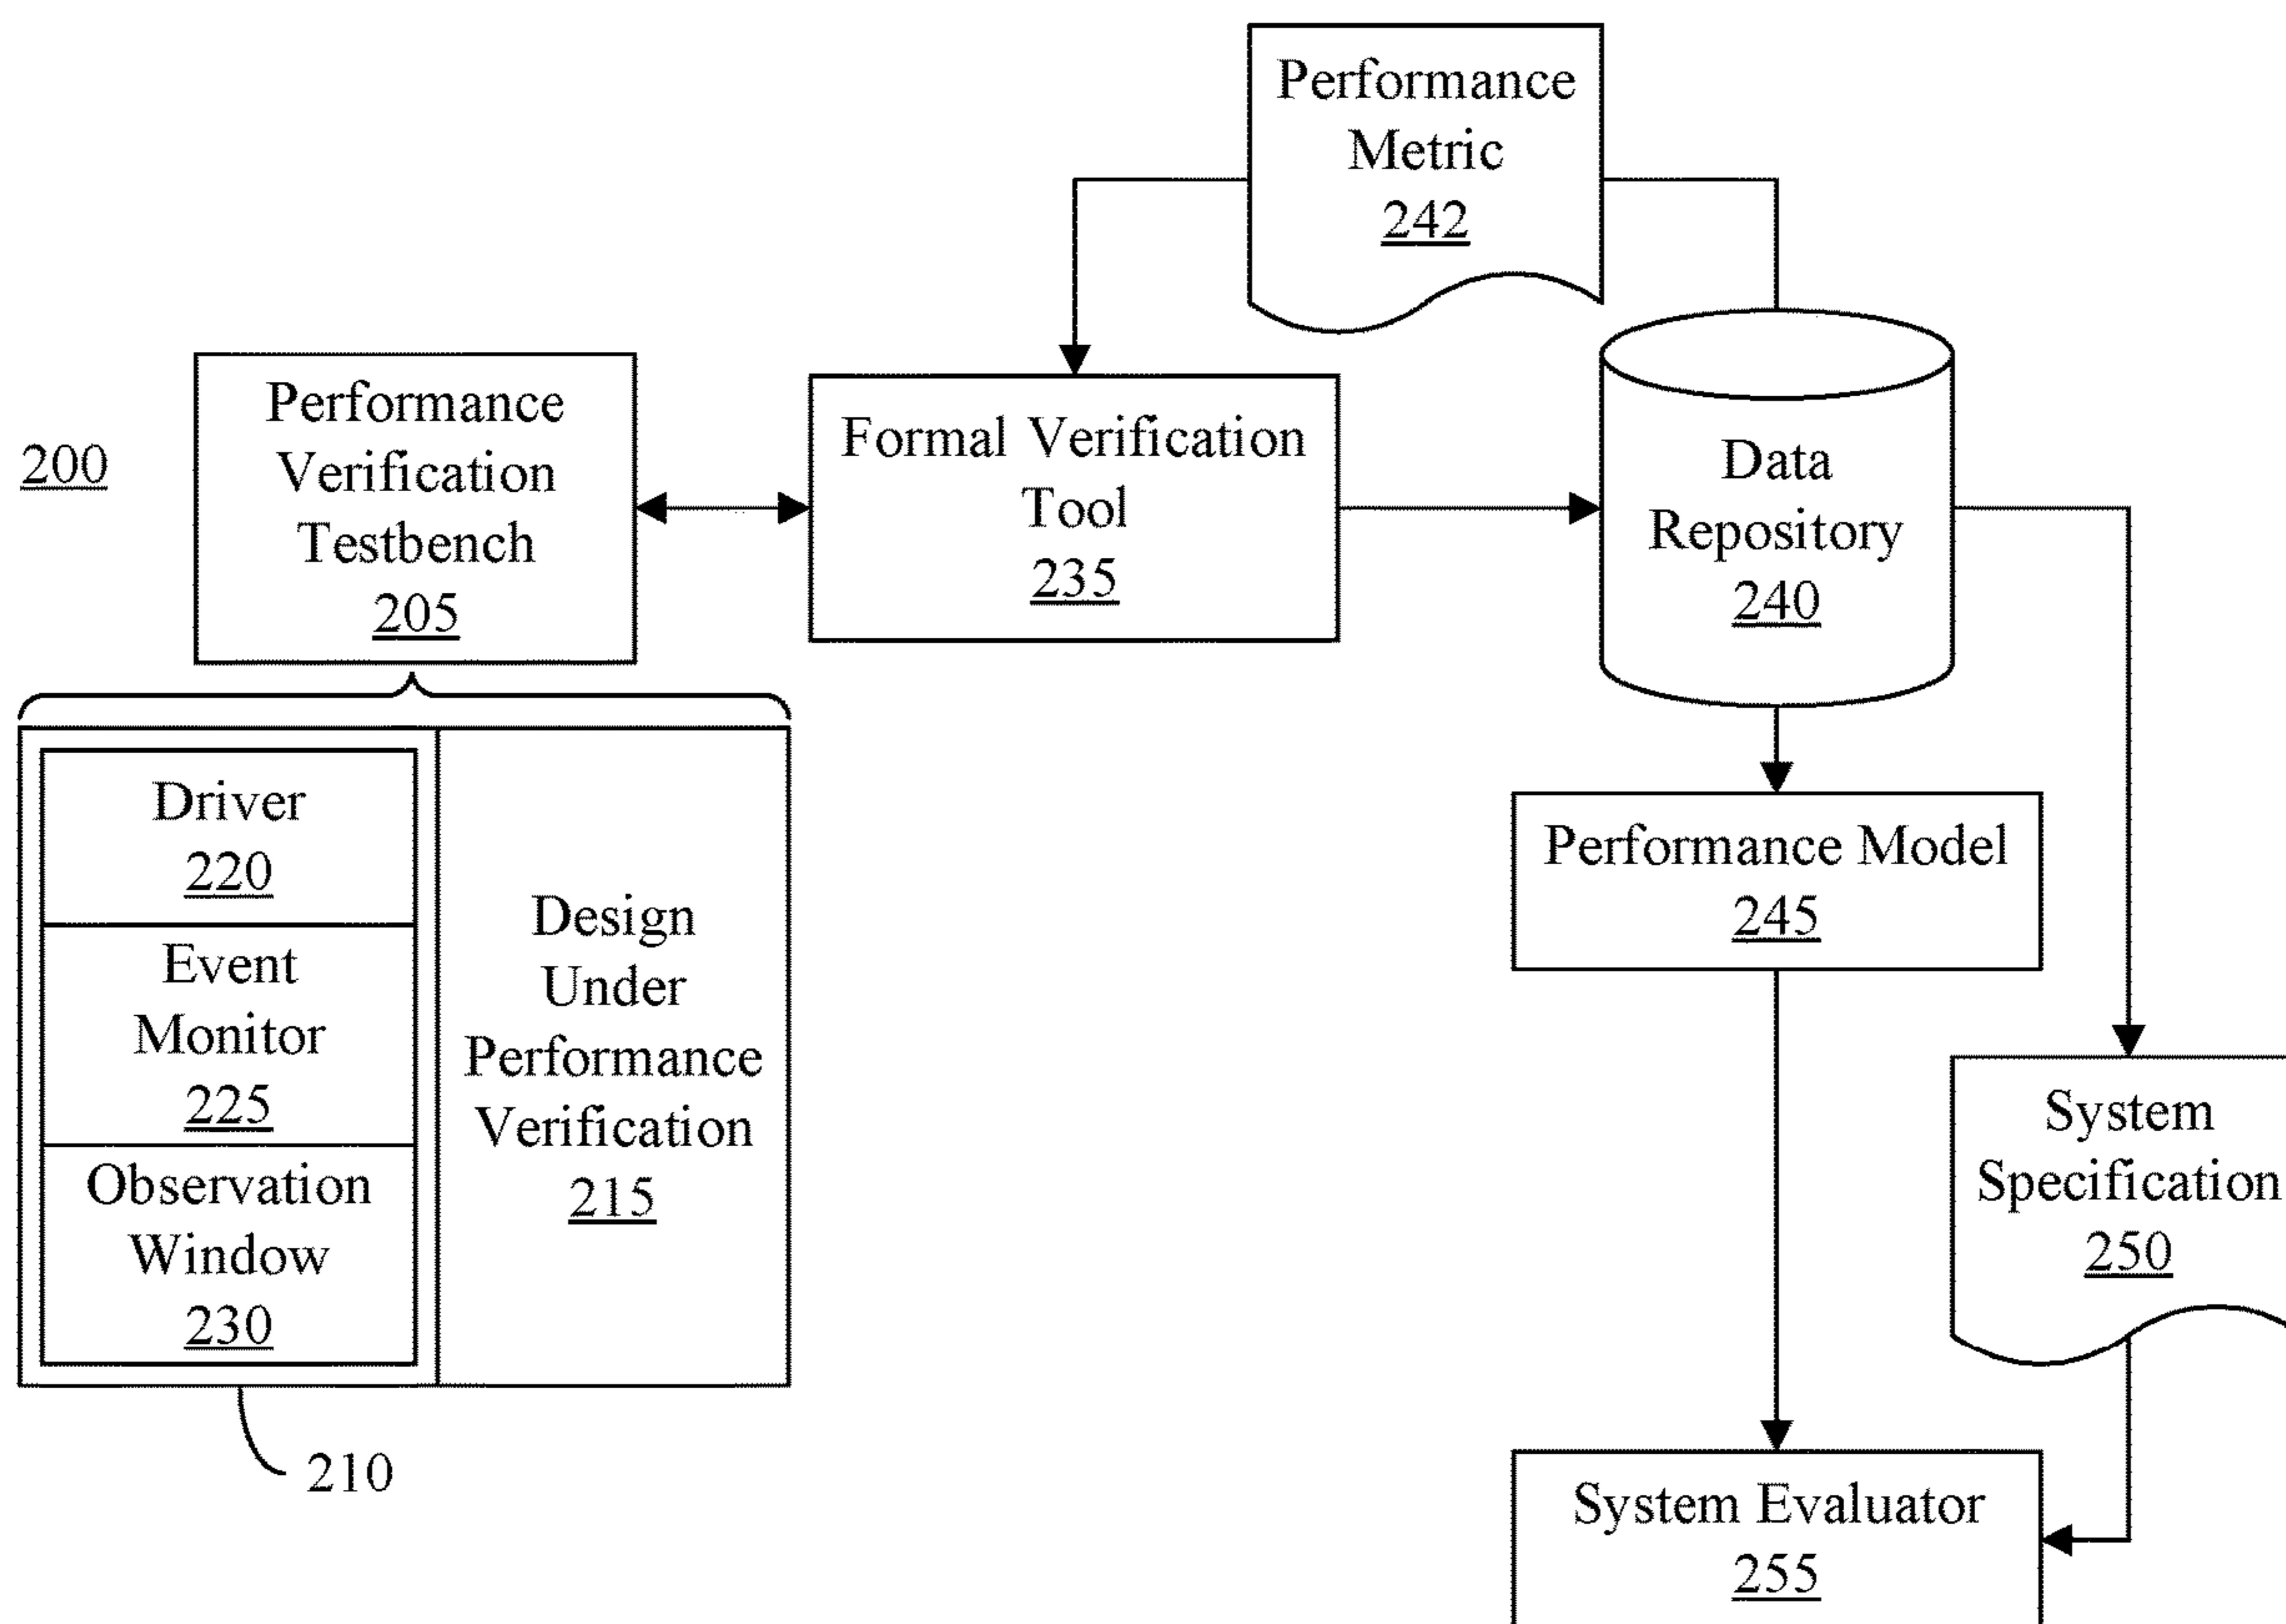 Performance
Metric
242
200
Performance
Verification
Testbench
205
Formal Verification
Tool
235
Data
Repository
240
Driver
220
Event
Monitor
225
Observation
Window
230
Design
Under
Performance
Verification
215
210
Performance Model
245
System
Specification
250
System Evaluator
255